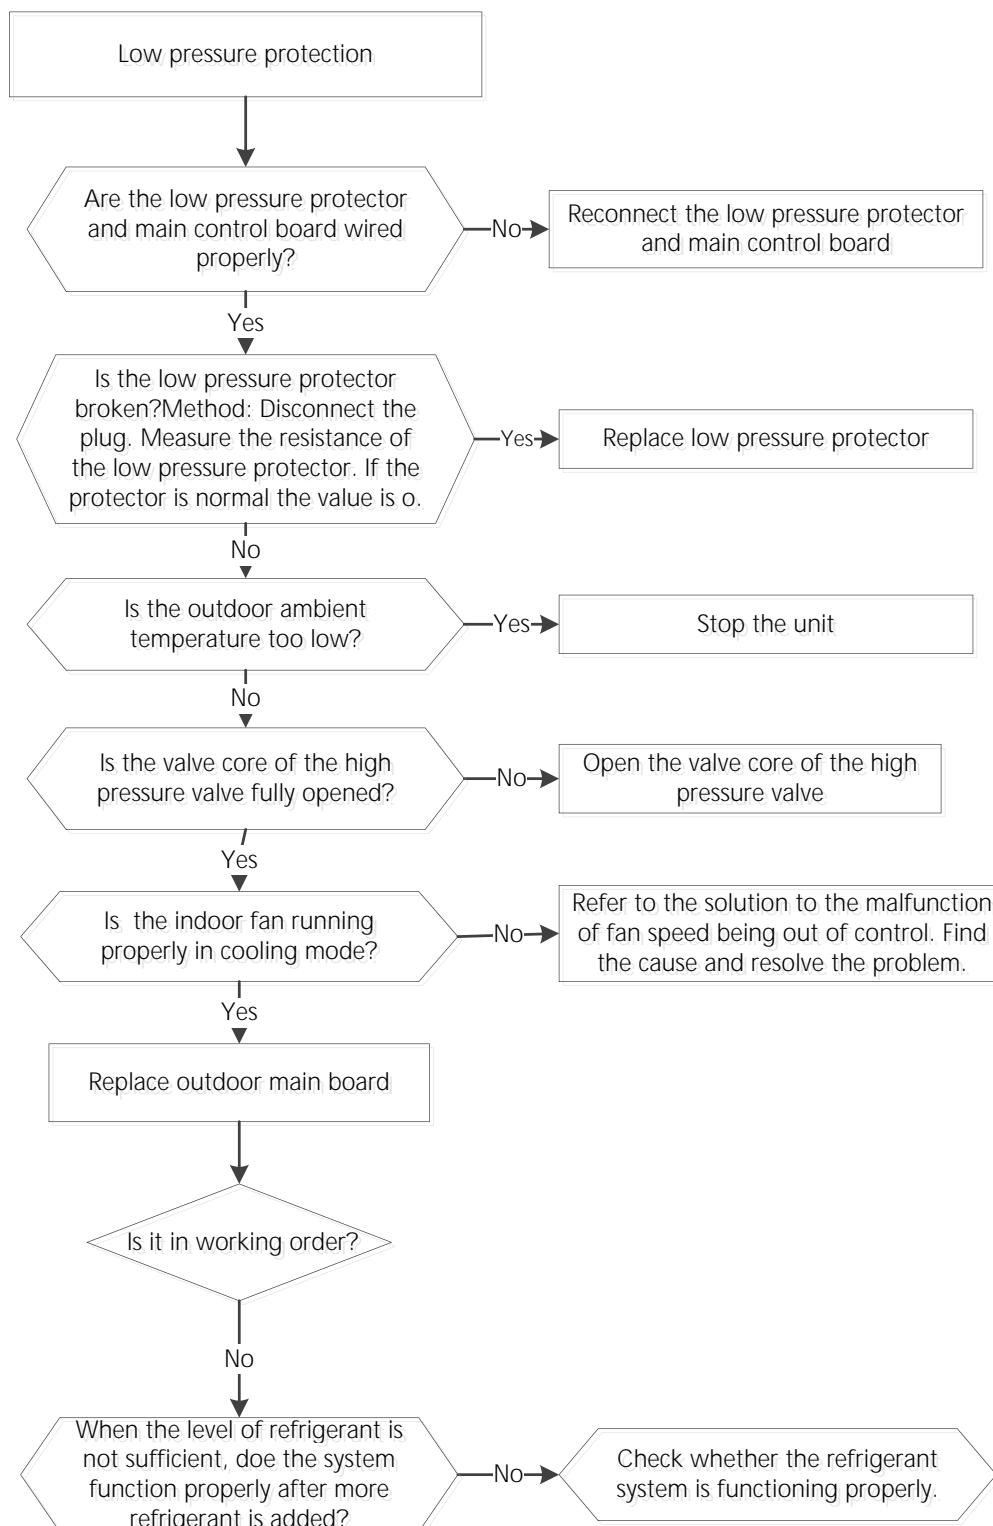 Low pressure protection
Are the low pressure protector
and main control board wired
properly?
No
Reconnect the low pressure protector
and main control board
Yes
Is the low pressure protector
broken?Method: Disconnect the
plug. Measure the resistance of
the low pressure protector. If the
protector is normal the value is o.
Yes
Replace low pressure protector
No
Is the outdoor ambient
temperature too low?
Yes
Stop the unit
No
Is the valve core of the high
pressure valve fully opened?
No
Open the valve core of the high
pressure valve
Yes
Is  the indoor fan running
properly in cooling mode?
No
Refer to the solution to the malfunction
of fan speed being out of control. Find
the cause and resolve the problem.
Yes
Replace outdoor main board
Is it in working order?
No
When the level of refrigerant is
not sufficient, doe the system
function properly after more
refrigerant is added?
No
Check whether the refrigerant
system is functioning properly.